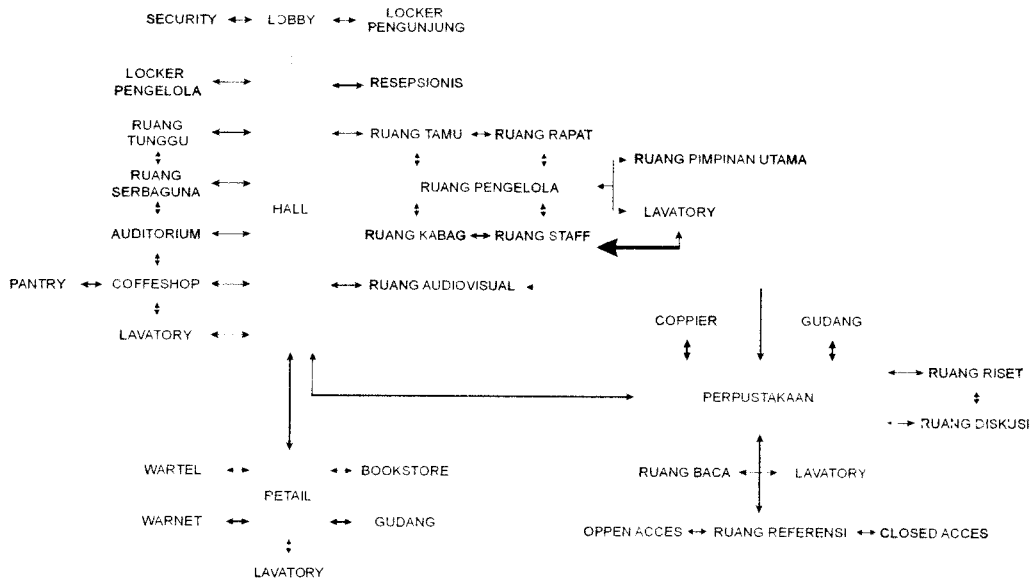 SECURITY LOBBY LOCKER PENGUNJUNG
LOCKER PENGELOLA RESEPSIONIS
RUANG TUNGGU RUANG TAMU RUANG RAPAT
RUANG PIMPINAN UTAMA
RUANG SERBAGUNA RUANG PENGELOLA
HALL LAVATORY
AUDITORIUM RUANG KABAG RUANG STAFF
PANTRY COFFESHOP RUANG AUDIOVISUAL
LAVATORY COPPIER GUDANG
RUANG RISET
PERPUSTAKAAN
RUANG DISKUSI
WARTEL BOOKSTORE RUANG BACA LAVATORY
RETAIL
WARNET GUDANG
OPPEN ACCES RUANG REFERENSI CLOSED ACCES
LAVATORY